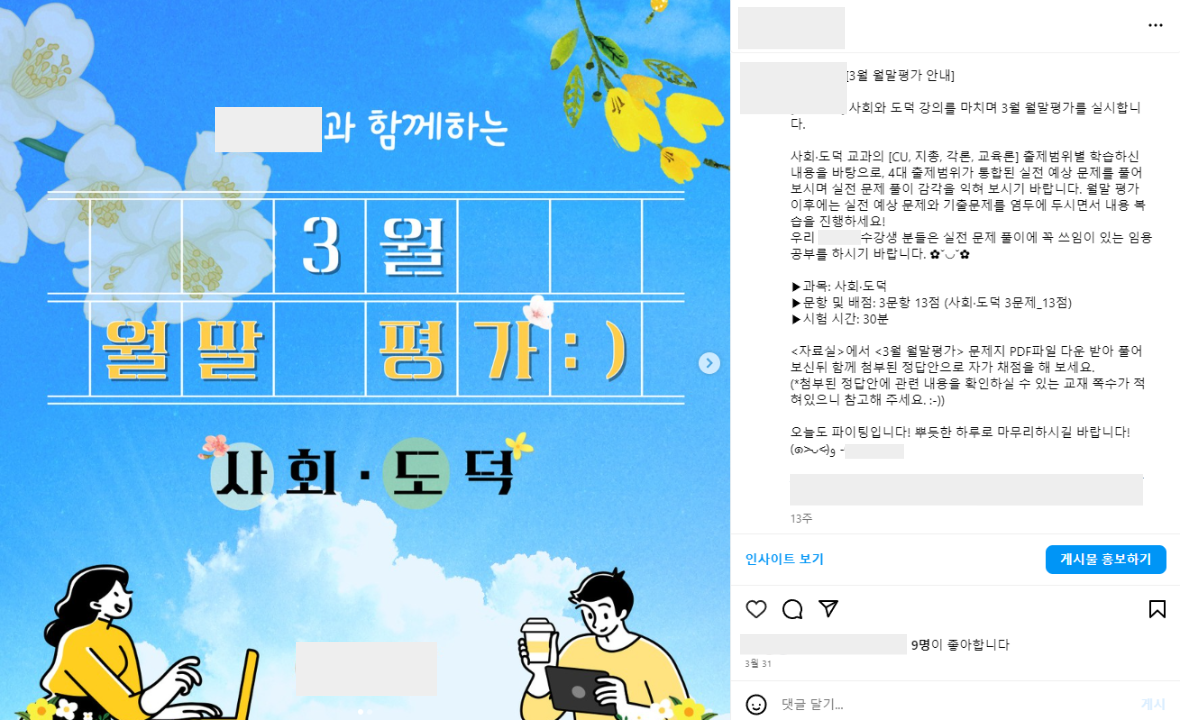 과 함께하는
3월
월말 평가:)
사회·도덕
[3월 월말평가 안내]
사회와 도덕 강의를 마치며 3월 월말평가를 실시합니
다.
사회·도덕 교과의 [CU, 지총, 각론, 교육론] 출제범위별 학습하신
내용을 바탕으로, 4대 출제범위가 통합된 실전 예상 문제를 풀어
보시며 실전 문제 풀이 감각을 익혀 보시기 바랍니다. 월말 평가
이후에는 실전 예상 문제와 기출문제를 염두에 두시면서 내용 복
습을 진행하세요!
우리 수강생 분들은 실전 문제 풀이에 꼭 쓰임이 있는 임용
공부를 하시기 바랍니다. ✿˘◡˘✿
▶과목: 사회·도덕
▶문항 및 배점: 3문항 13점 (사회·도덕 3문제_13점)
▶시험 시간: 30분
<자료실>에서 <3월 월말평가> 문제지 PDF파일 다운 받아 풀어
보신뒤 함께 첨부된 정답안으로 자가 채점을 해 보세요.
(*첨부된 정답안에 관련 내용을 확인하실 수 있는 교재 쪽수가 적
혀있으니 참고해 주세요. :-))
오늘도 파이팅입니다! 뿌듯한 하루로 마무리하시길 바랍니다!
(๑˃̵ᴗ˂̵)و -
13주
인사이트 보기
게시물 홍보하기
9명이 좋아합니다
3월 31
댓글 달기...
게시